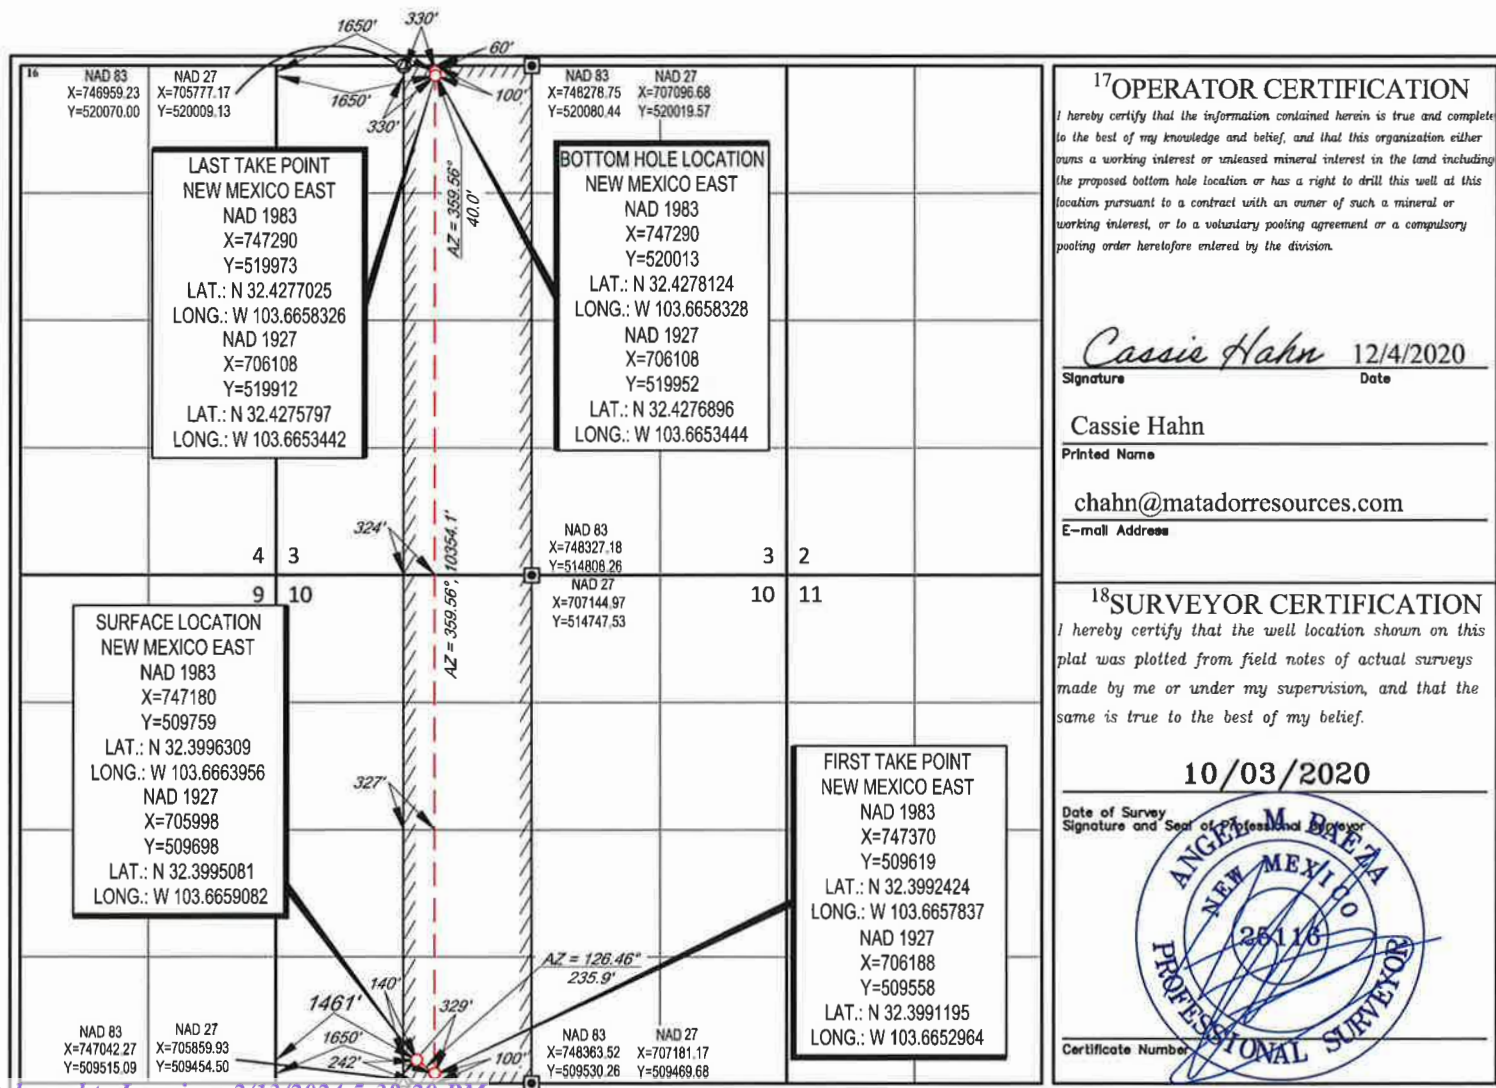 1650'
330'
60'
16
NAD 83
X=746959.23
Y=520070.00
NAD 27
X=705777.17
Y=520009.13
1650'
330'
100'
NAD 83
X=748278.75
Y=520080.44
NAD 27
X=707096.68
Y=520019.57
LAST TAKE POINT
NEW MEXICO EAST
NAD 1983
X=747290
Y=519973
LAT.: N 32.4277025
LONG.: W 103.6658326
NAD 1927
X=706108
Y=519912
LAT.: N 32.4275797
LONG.: W 103.6653442
AZ = 359.56°
40.0'
BOTTOM HOLE LOCATION
NEW MEXICO EAST
NAD 1983
X=747290
Y=520013
LAT.: N 32.4278124
LONG.: W 103.6658328
NAD 1927
X=706108
Y=519952
LAT.: N 32.4276896
LONG.: W 103.6653444
324'
AZ = 359.56°, 10354.1'
NAD 83
X=748327.18
Y=514808.26
NAD 27
X=707144.97
Y=514747.53
4 3
9 10
3 2
10 11
SURFACE LOCATION
NEW MEXICO EAST
NAD 1983
X=747180
Y=509759
LAT.: N 32.3996309
LONG.: W 103.6663956
NAD 1927
X=705998
Y=509698
LAT.: N 32.3995081
LONG.: W 103.6659082
327'
FIRST TAKE POINT
NEW MEXICO EAST
NAD 1983
X=747370
Y=509619
LAT.: N 32.3992424
LONG.: W 103.6657837
NAD 1927
X=706188
Y=509558
LAT.: N 32.3991195
LONG.: W 103.6652964
AZ = 126.46°
235.9'
140'
1461'
329'
1650'
242'
100'
NAD 83
X=747042.27
Y=509515.09
NAD 27
X=705859.93
Y=509454.50
NAD 83
X=748363.52
Y=509530.26
NAD 27
X=707181.17
Y=509469.68
17OPERATOR CERTIFICATION
I hereby certify that the information contained herein is true and complete
to the best of my knowledge and belief, and that this organization either
owns a working interest or unleased mineral interest in the land including
the proposed bottom hole location or has a right to drill this well at this
location pursuant to a contract with an owner of such a mineral or
working interest, or to a voluntary pooling agreement or a compulsory
pooling order heretofore entered by the division.
Cassie Hahn 12/4/2020
Signature Date
Cassie Hahn
Printed Name
chahn@matadorresources.com
E-mail Address
18SURVEYOR CERTIFICATION
I hereby certify that the well location shown on this
plat was plotted from field notes of actual surveys
made by me or under my supervision, and that the
same is true to the best of my belief.
10/03/2020
Date of Survey
Signature and Seal of Professional Surveyor
ANGEL M. BAEZA
NEW MEXICO
25116
PROFESSIONAL SURVEYOR
Certificate Number